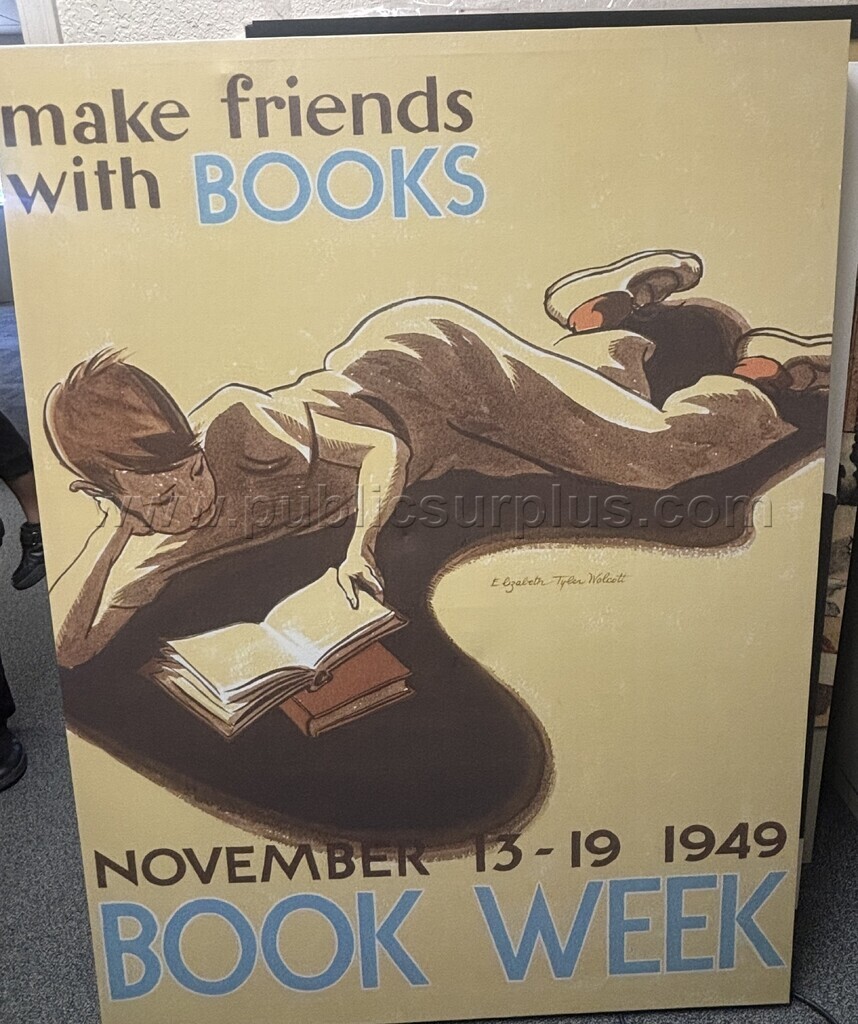 make friends
with BOOKS
www.publicsurplus.com
Elizabeth Tyler Wolcott
NOVEMBER 13-19 1949
BOOK WEEK